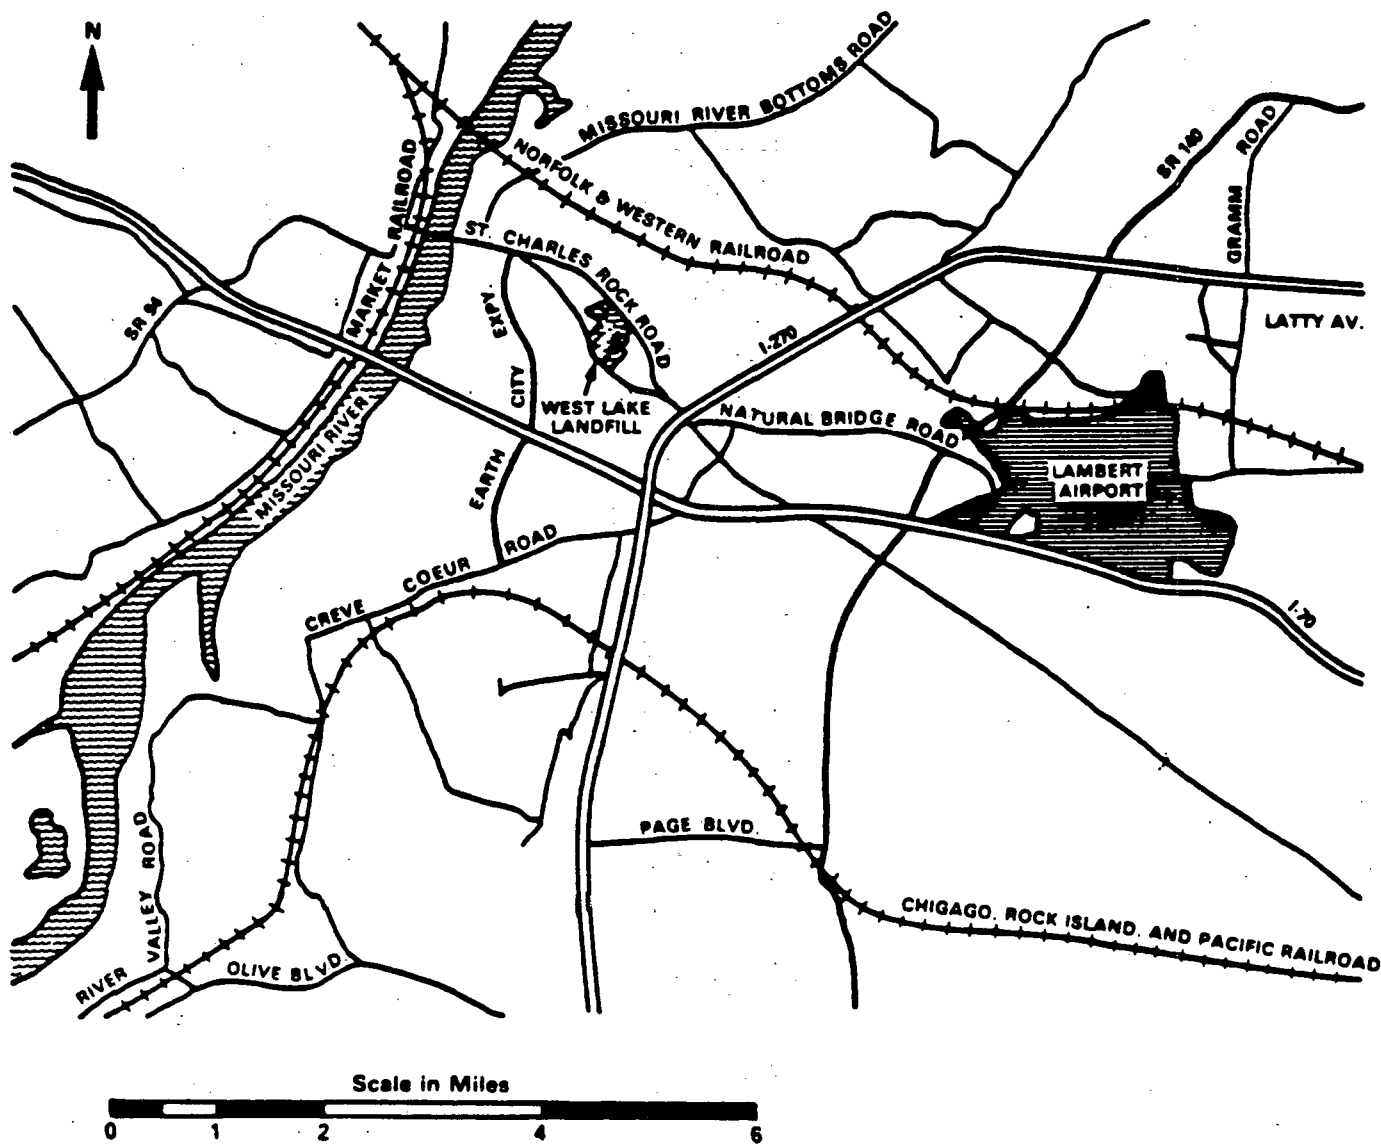 N
MISSOURI RIVER BOTTOMS ROAD
NORFOLK & WESTERN RAILROAD
SR 140
GRAMM ROAD
MARKET RAILROAD
ST. CHARLES ROCK ROAD
SR 94
EXPY.
CITY
EARTH
I-270
LATTY AV.
WEST LAKE
LANDFILL
NATURAL BRIDGE ROAD
LAMBERT
AIRPORT
MISSOURI RIVER
CREVE COEUR ROAD
I-70
PAGE BLVD.
RIVER VALLEY ROAD
OLIVE BLVD.
CHIGAGO, ROCK ISLAND, AND PACIFIC RAILROAD
Scale in Miles
0 1 2 4 6